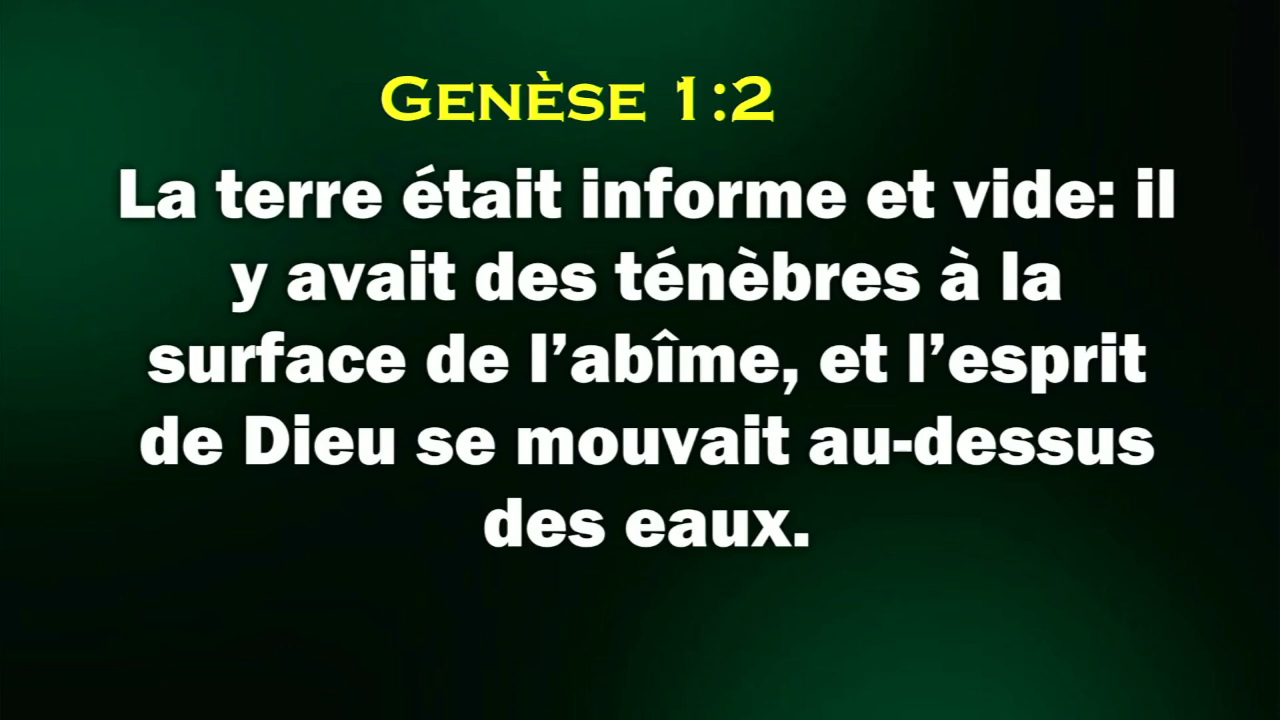 Genèse 1:2
La terre était informe et vide: il
y avait des ténèbres à la
surface de l’abîme, et l’esprit
de Dieu se mouvait au-dessus
des eaux.